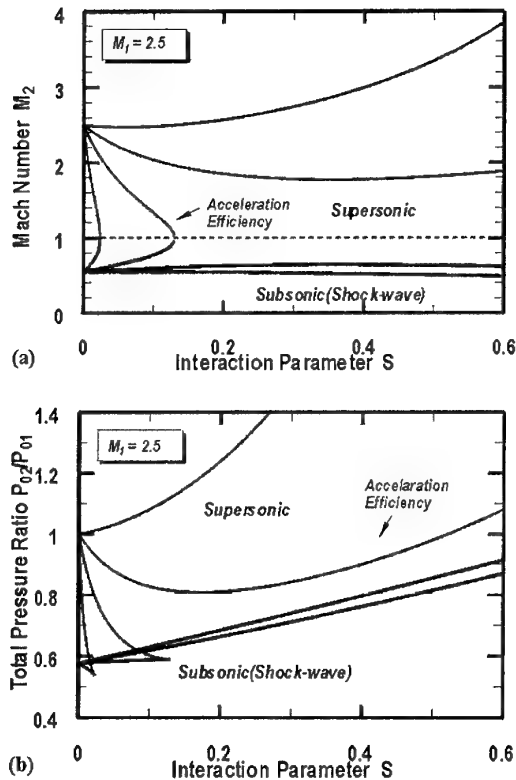 M1 = 2.5
4
3
2
1
0
Mach Number M2
Acceleration
Efficiency
Supersonic
Subsonic(Shock-wave)
(a)
0
0.2
0.4
0.6
Interaction Parameter S
1.4
1.2
1
0.8
0.6
0.4
Total Pressure Ratio P02/P01
M1 = 2.5
Supersonic
Accelaration
Efficiency
Subsonic(Shock-wave)
(b)
0
0.2
0.4
0.6
Interaction Parameter S